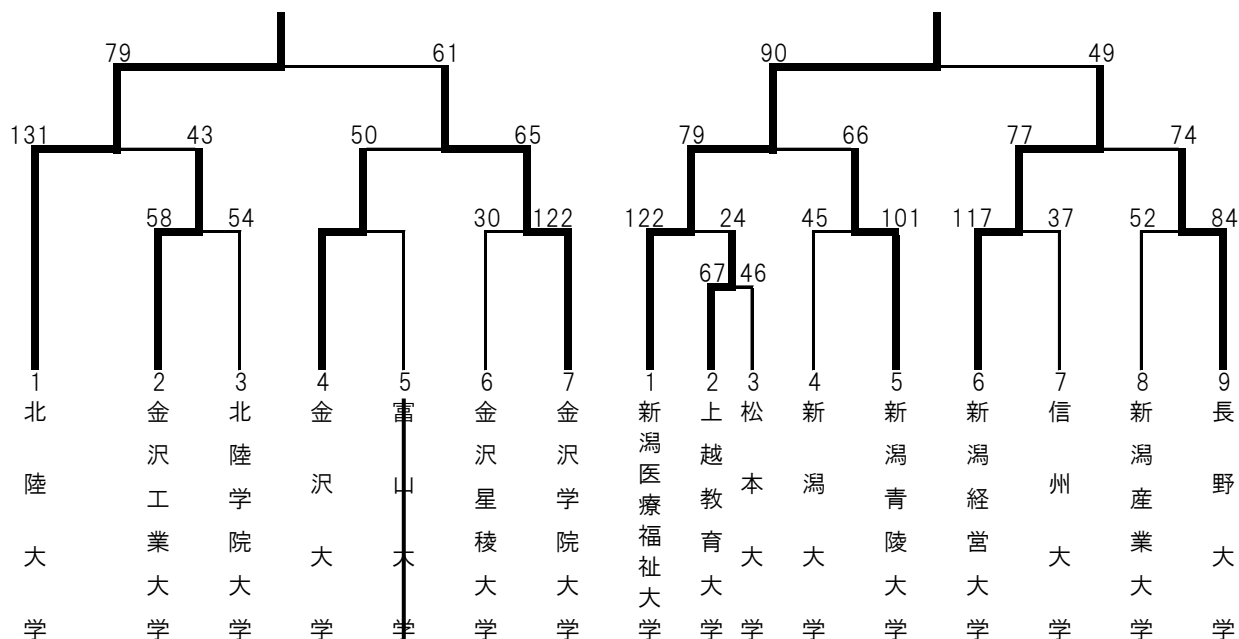 79 61 90 49
131 43 50 65 79 66 77 74
58 54 30 122 122 24 45 101 117 37 52 84
67 46
1 2 3 4 5 6 7 1 2 3 4 5 6 7 8 9
北陸大学
金沢工業大学
北陸学院大学
金沢大学
富山大学
金沢星稜大学
金沢学院大学
新潟医療福祉大学
上越教育大学
松本大学
新潟大学
新潟青陵大学
新潟経営大学
信州大学
新潟産業大学
長野大学